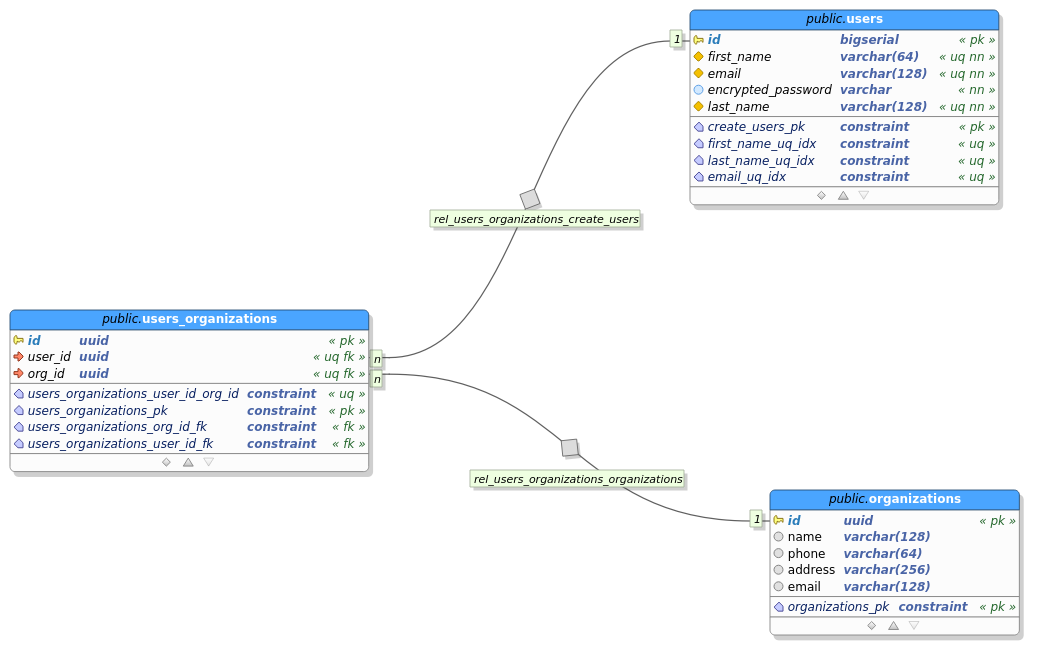 public.users
id bigserial « pk »
first_name varchar(64) « uq nn »
email varchar(128) « uq nn »
encrypted_password varchar « nn »
last_name varchar(128) « uq nn »
create_users_pk constraint « pk »
first_name_uq_idx constraint « uq »
last_name_uq_idx constraint « uq »
email_uq_idx constraint « uq »
1
rel_users_organizations_create_users
public.users_organizations
id uuid « pk »
user_id uuid « uq fk »
org_id uuid « uq fk »
users_organizations_user_id_org_id constraint « uq »
users_organizations_pk constraint « pk »
users_organizations_org_id_fk constraint « fk »
users_organizations_user_id_fk constraint « fk »
n
n
rel_users_organizations_organizations
1
public.organizations
id uuid « pk »
name varchar(128)
phone varchar(64)
address varchar(256)
email varchar(128)
organizations_pk constraint « pk »